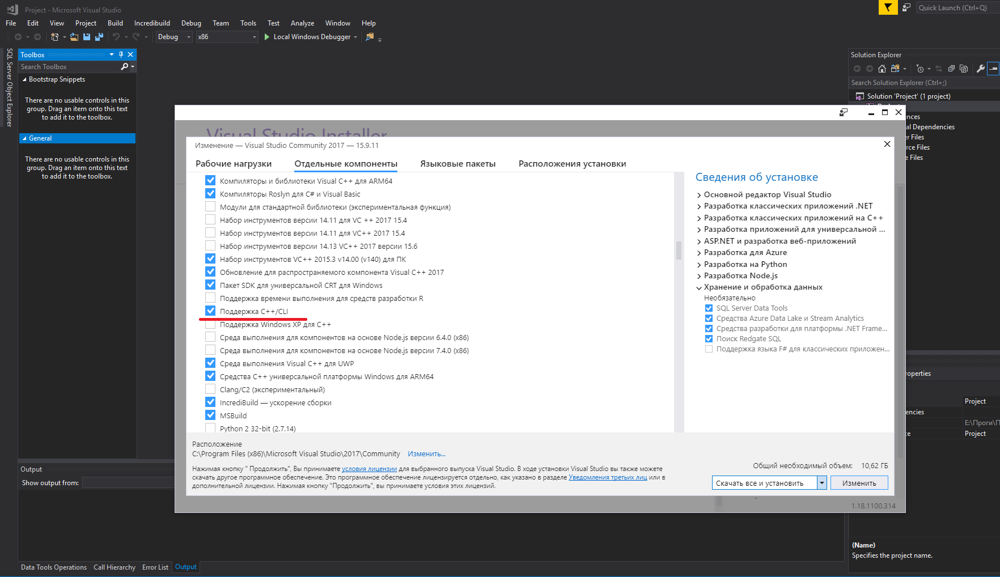 Project - Microsoft Visual Studio
Quick Launch (Ctrl+Q)
File Edit View Project Build Incredibuild Debug Team Tools Test Analyze Window Help
Debug x86 Local Windows Debugger
SQL Server Object Explorer
Toolbox
Search Toolbox
Bootstrap Snippets
There are no usable controls in this
group. Drag an item onto this text
to add it to the toolbox.
General
There are no usable controls in this
group. Drag an item onto this text
to add it to the toolbox.
Solution Explorer
Search Solution Explorer (Ctrl+;)
Solution 'Project' (1 project)
Visual Studio Installer
Изменение — Visual Studio Community 2017 — 15.9.11
Рабочие нагрузки Отдельные компоненты Языковые пакеты Расположения установки
Компиляторы и библиотеки Visual C++ для ARM64
Компиляторы Roslyn для C# и Visual Basic
Модули для стандартной библиотеки (экспериментальная функция)
Набор инструментов версии 14.11 для VC ++ 2017 15.4
Набор инструментов версии 14.11 для VC++ 2017 15.4
Набор инструментов версии 14.13 VC++ 2017 версии 15.6
Набор инструментов VC++ 2015.3 v14.00 (v140) для ПК
Обновление для распространяемого компонента Visual C++ 2017
Пакет SDK для универсальной CRT для Windows
Поддержка времени выполнения для средств разработки R
Поддержка C++/CLI
Поддержка Windows XP для C++
Среда выполнения для компонентов на основе Node.js версии 6.4.0 (x86)
Среда выполнения для компонентов на основе Node.js версии 7.4.0 (x86)
Среда выполнения Visual C++ для UWP
Средства C++ универсальной платформы Windows для ARM64
Clang/C2 (экспериментальный)
IncrediBuild — ускорение сборки
MSBuild
Python 2 32-bit (2.7.14)
Сведения об установке
Основной редактор Visual Studio
Разработка классических приложений .NET
Разработка классических приложений на C++
Разработка приложений для универсальной ...
ASP.NET и разработка веб-приложений
Разработка для Azure
Разработка на Python
Разработка Node.js
Хранение и обработка данных
Необязательно
SQL Server Data Tools
Средства Azure Data Lake и Stream Analytics
Средства разработки для платформы .NET Frame...
Поиск Redgate SQL
Поддержка языка F# для классических приложен...
Расположение
C:\Program Files (x86)\Microsoft Visual Studio\2017\Community Изменить...
Нажимая кнопку " Продолжить", Вы принимаете условия лицензии для выбранного выпуска Visual Studio. В ходе установки Visual Studio вы также можете
скачать другое программное обеспечение. Это программное обеспечение лицензируется отдельно, как указано в разделе Уведомления третьих лиц или в
дополнительной лицензии. Нажимая кнопку "Продолжить", вы принимаете условия этих лицензий.
Общий необходимый объем: 10,62 ГБ
Скачать все и установить Изменить
1.18.1100.314
ences
al Dependencies
er Files
rce Files
e Files
roperties
Project
encies
E:\Проги\П
ce Project
(Name)
Specifies the project name.
Output
Show output from:
Data Tools Operations Call Hierarchy Error List Output